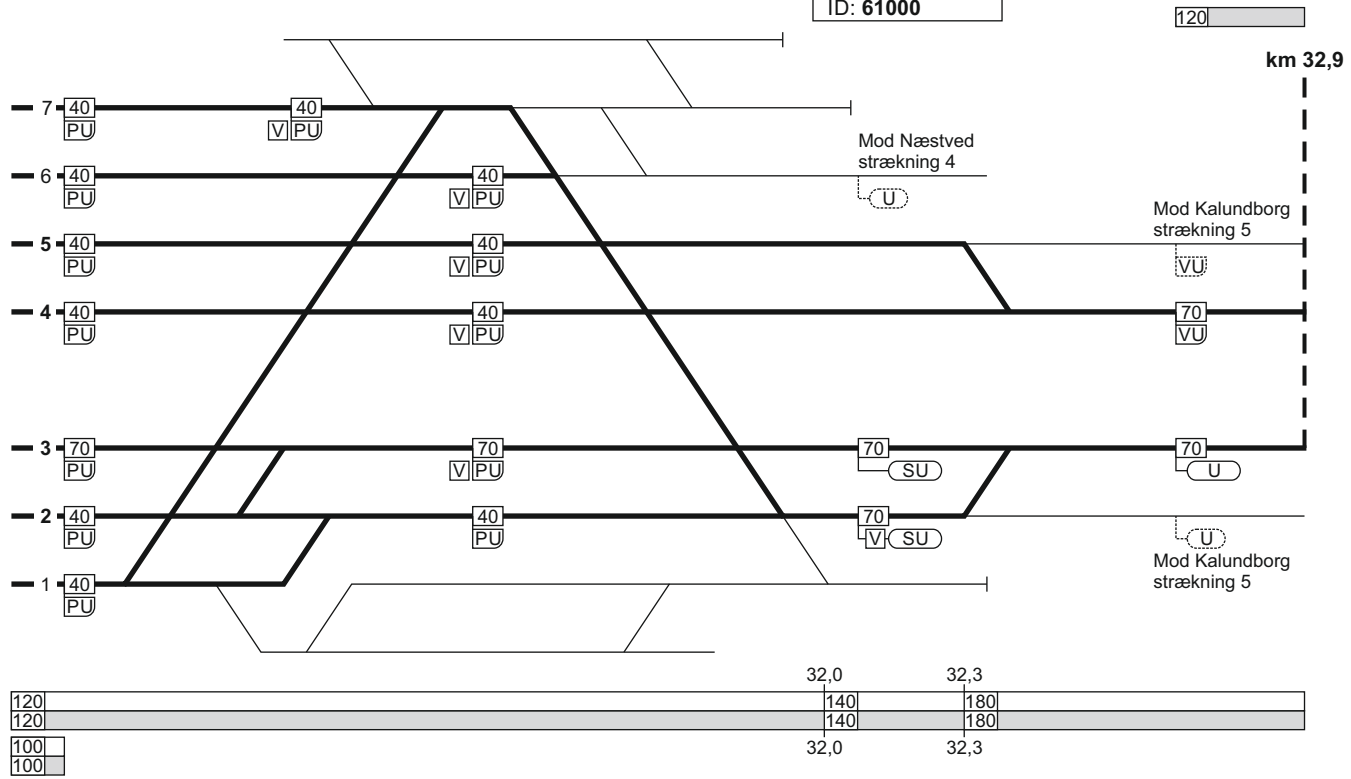 ID: 61000
120
km 32,9
7 40 40
PU V PU
Mod Næstved
strækning 4
6 40 40
PU V PU U
Mod Kalundborg
strækning 5
5 40 40
PU V PU VU
4 40 40 70
PU V PU VU
3 70 70 70 70
PU V PU SU U
2 40 40 70
PU PU V SU U
Mod Kalundborg
strækning 5
1 40
PU
32,0 32,3
120 140 180
120 140 180
100 32,0 32,3
100